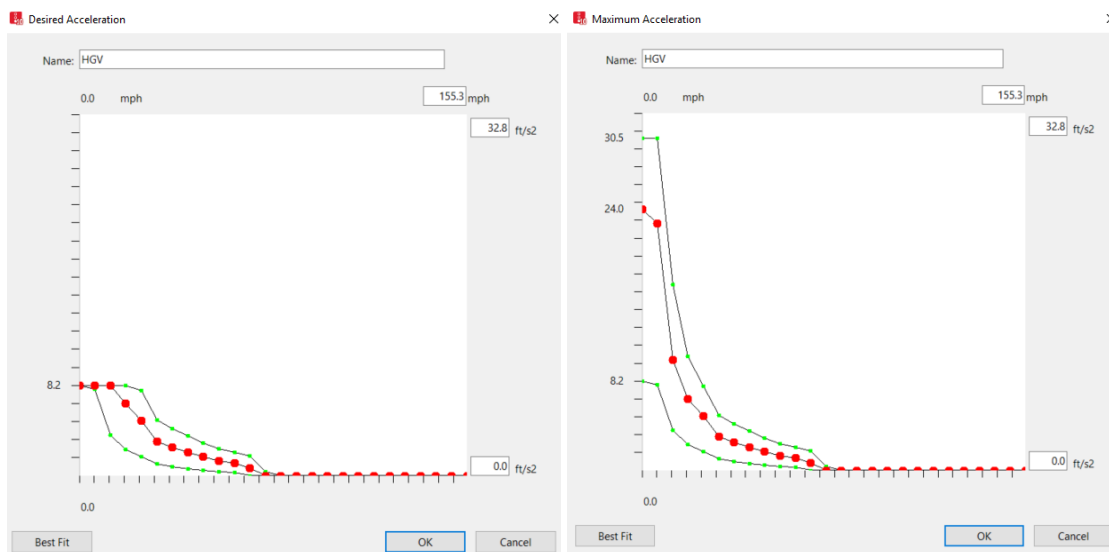 Desired Acceleration
Name: HGV
0.0 mph 155.3 mph
32.8 ft/s2
8.2
0.0 ft/s2
0.0
Best Fit OK Cancel
Maximum Acceleration
Name: HGV
0.0 mph 155.3 mph
32.8 ft/s2
30.5
24.0
8.2
0.0 ft/s2
0.0
Best Fit OK Cancel